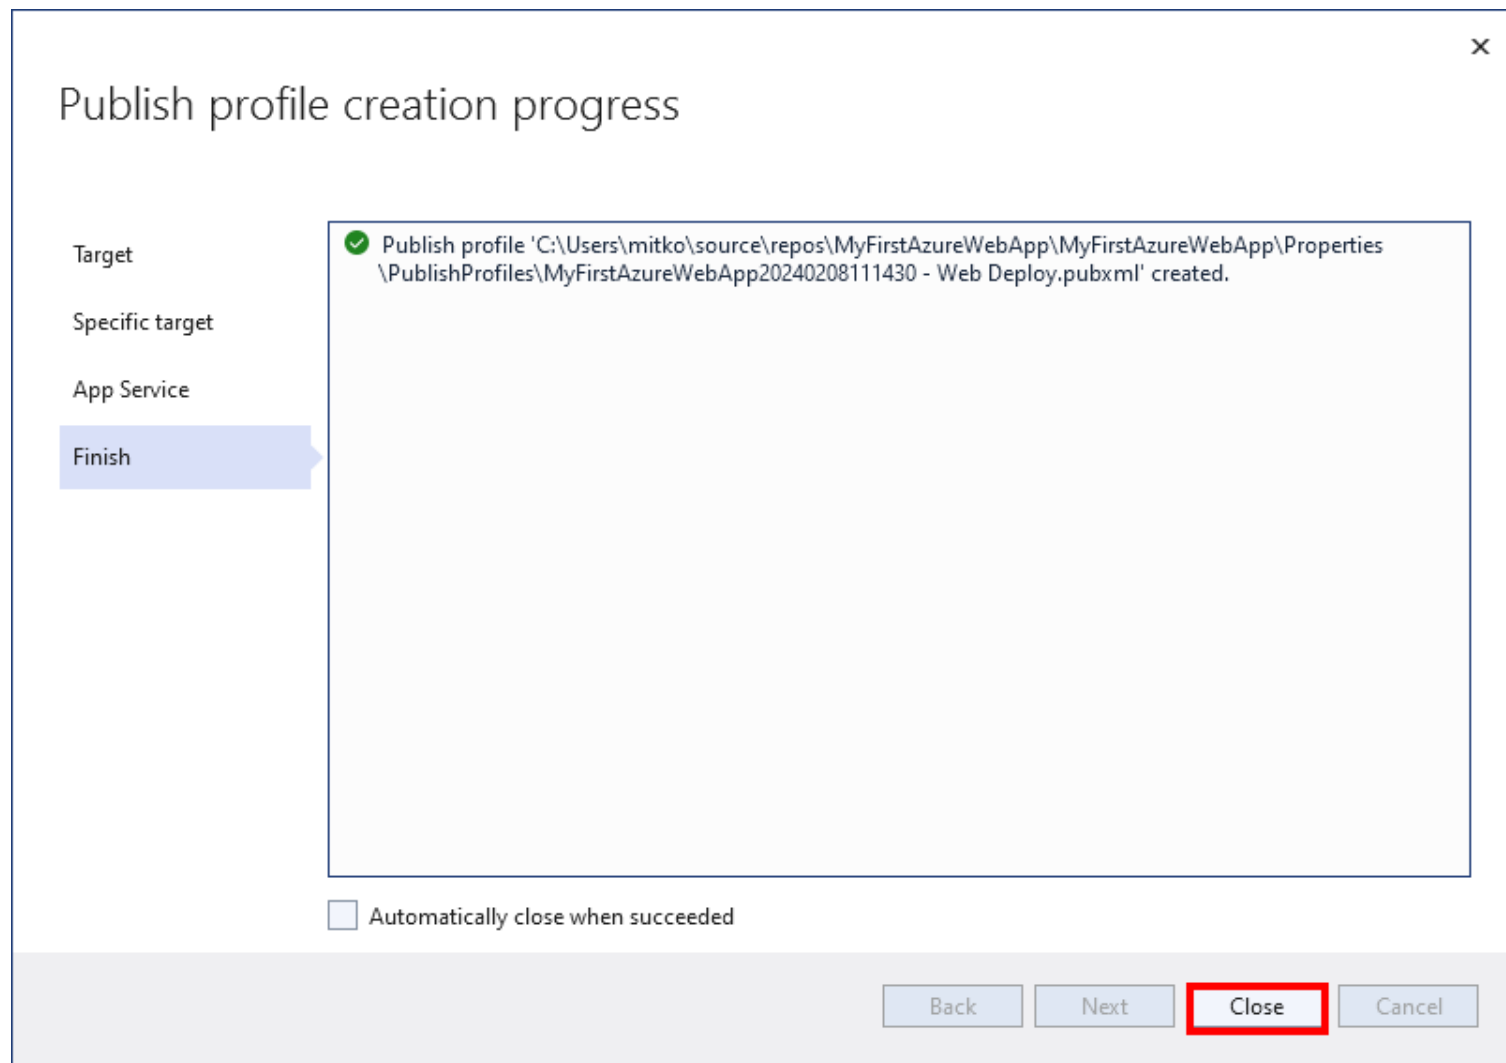 Publish profile creation progress
Target
Specific target
App Service
Finish
Publish profile 'C:\Users\mitko\source\repos\MyFirstAzureWebApp\MyFirstAzureWebApp\Properties
\PublishProfiles\MyFirstAzureWebApp20240208111430 - Web Deploy.pubxml' created.
Automatically close when succeeded
Back
Next
Close
Cancel